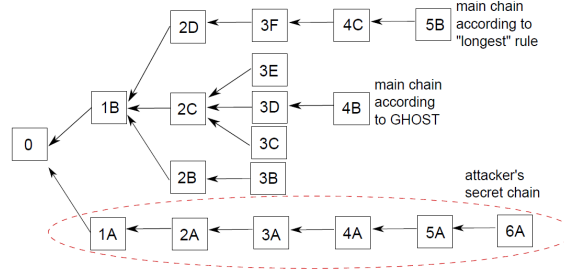 2D
3F
4C
5B
main chain
according to
"longest" rule
3E
1B
2C
3D
4B
main chain
according
to GHOST
0
3C
2B
3B
attacker's
secret chain
1A
2A
3A
4A
5A
6A